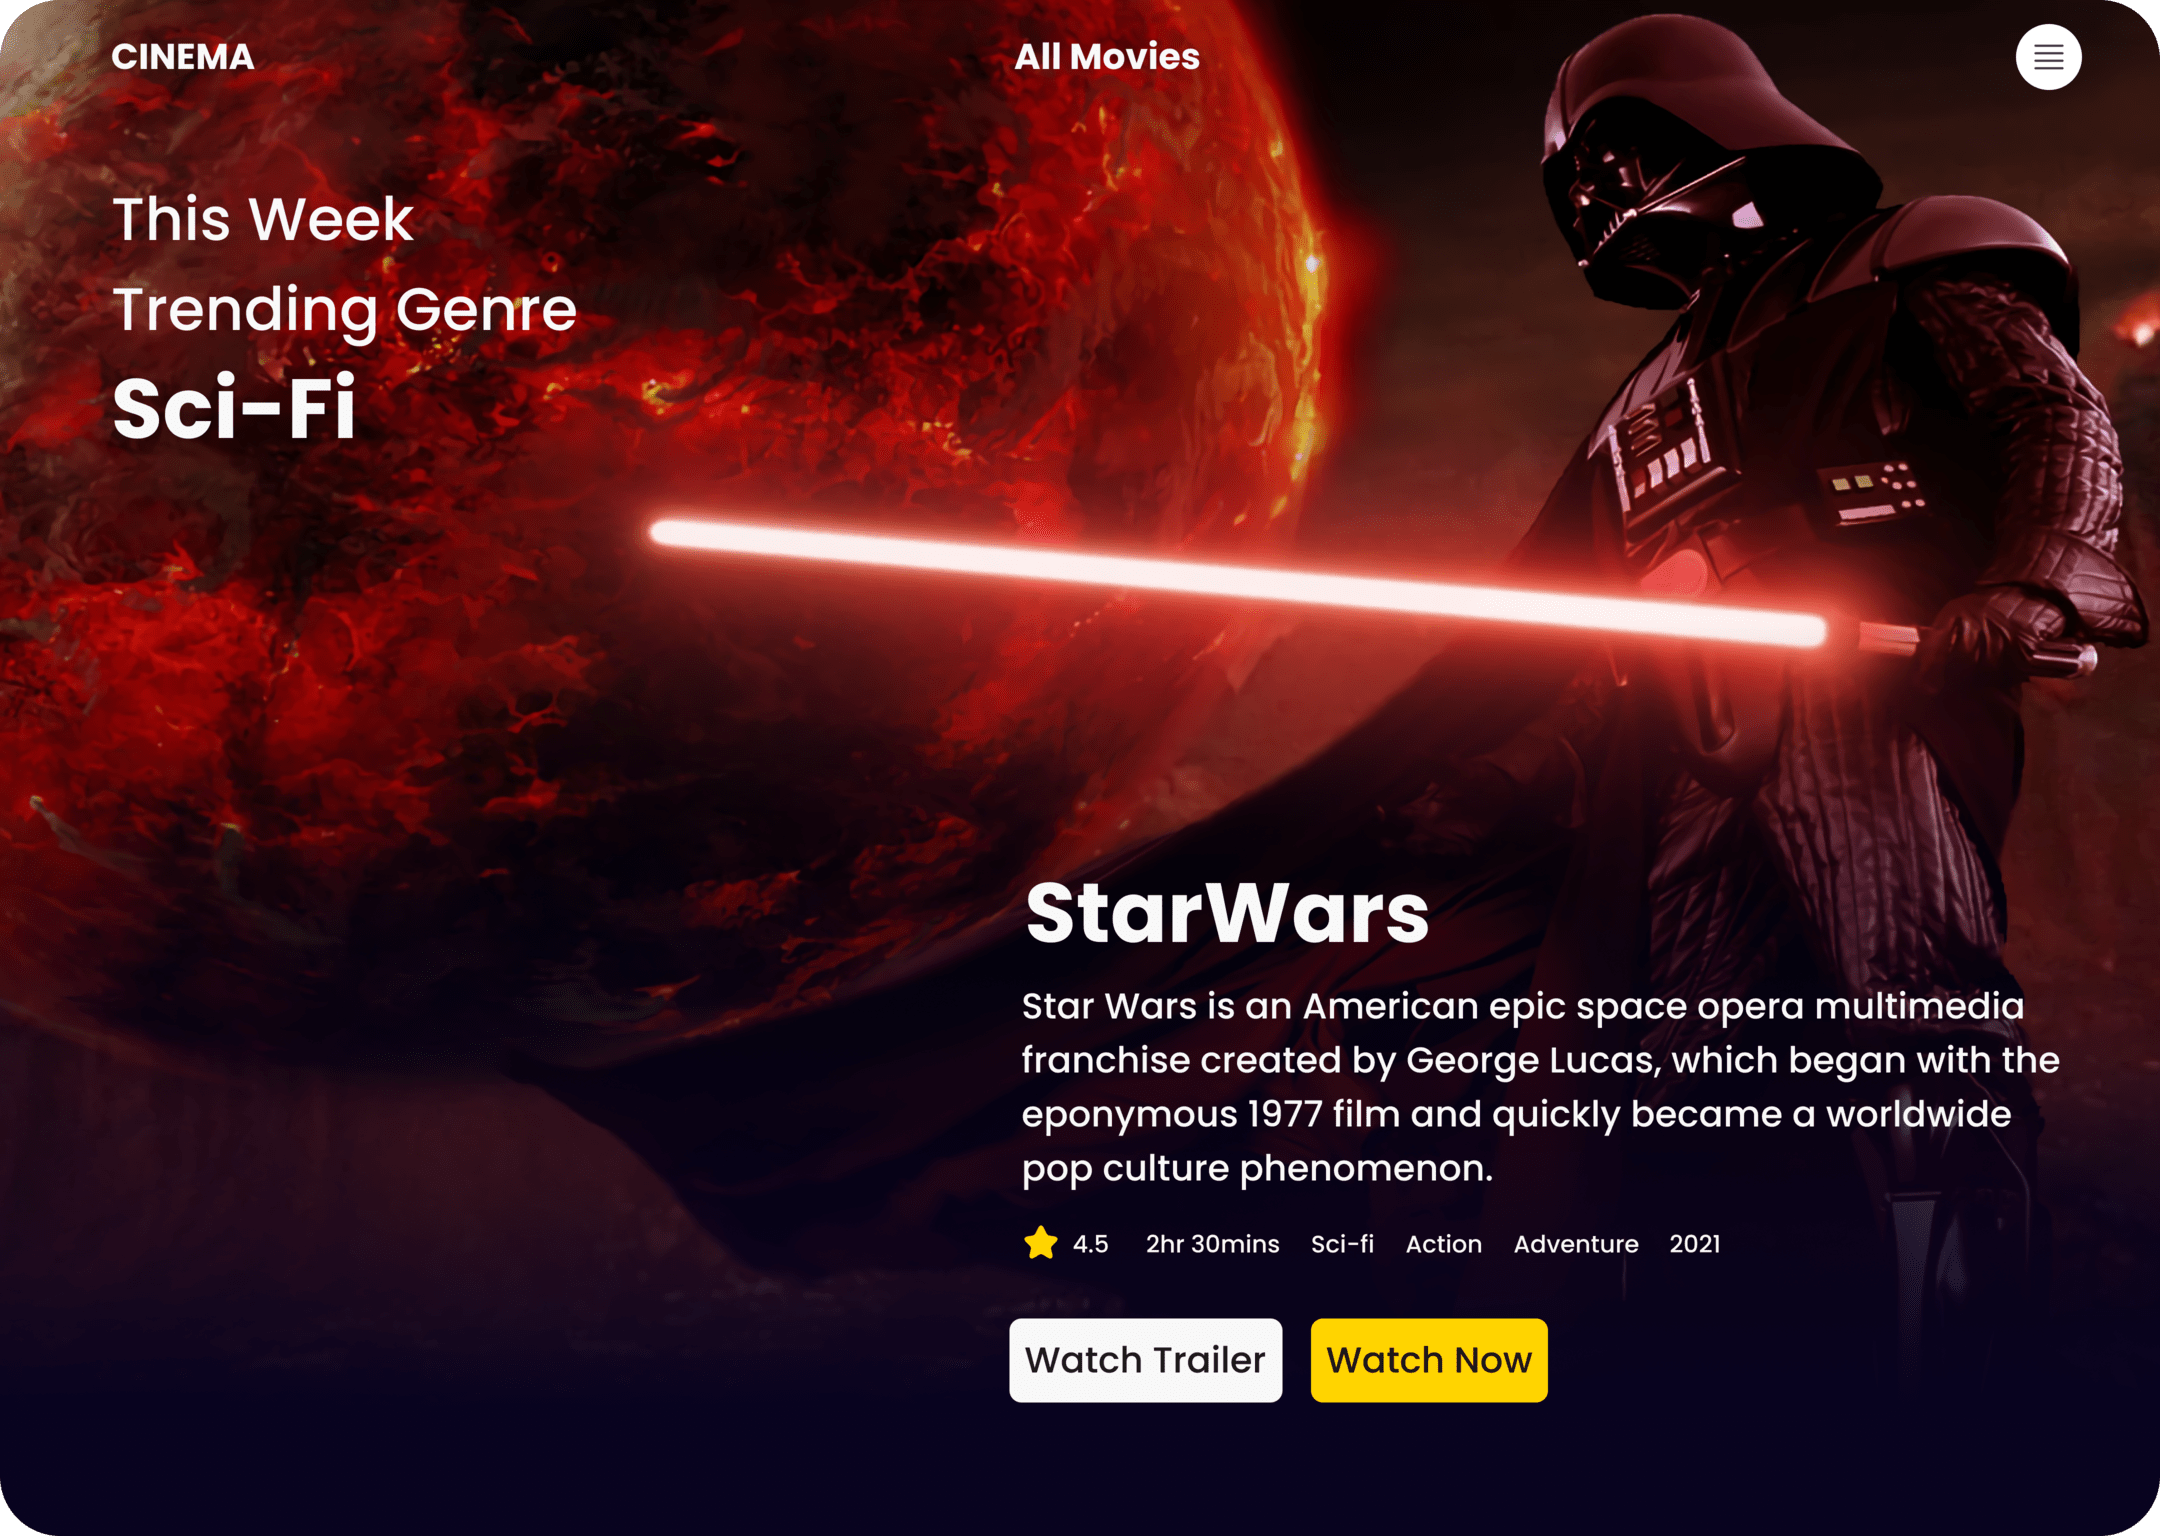 CINEMA
All Movies
This Week
Trending Genre
Sci-Fi
StarWars
Star Wars is an American epic space opera multimedia
franchise created by George Lucas, which began with the
eponymous 1977 film and quickly became a worldwide
pop culture phenomenon.
4.5 2hr 30mins Sci-fi Action Adventure 2021
Watch Trailer Watch Now